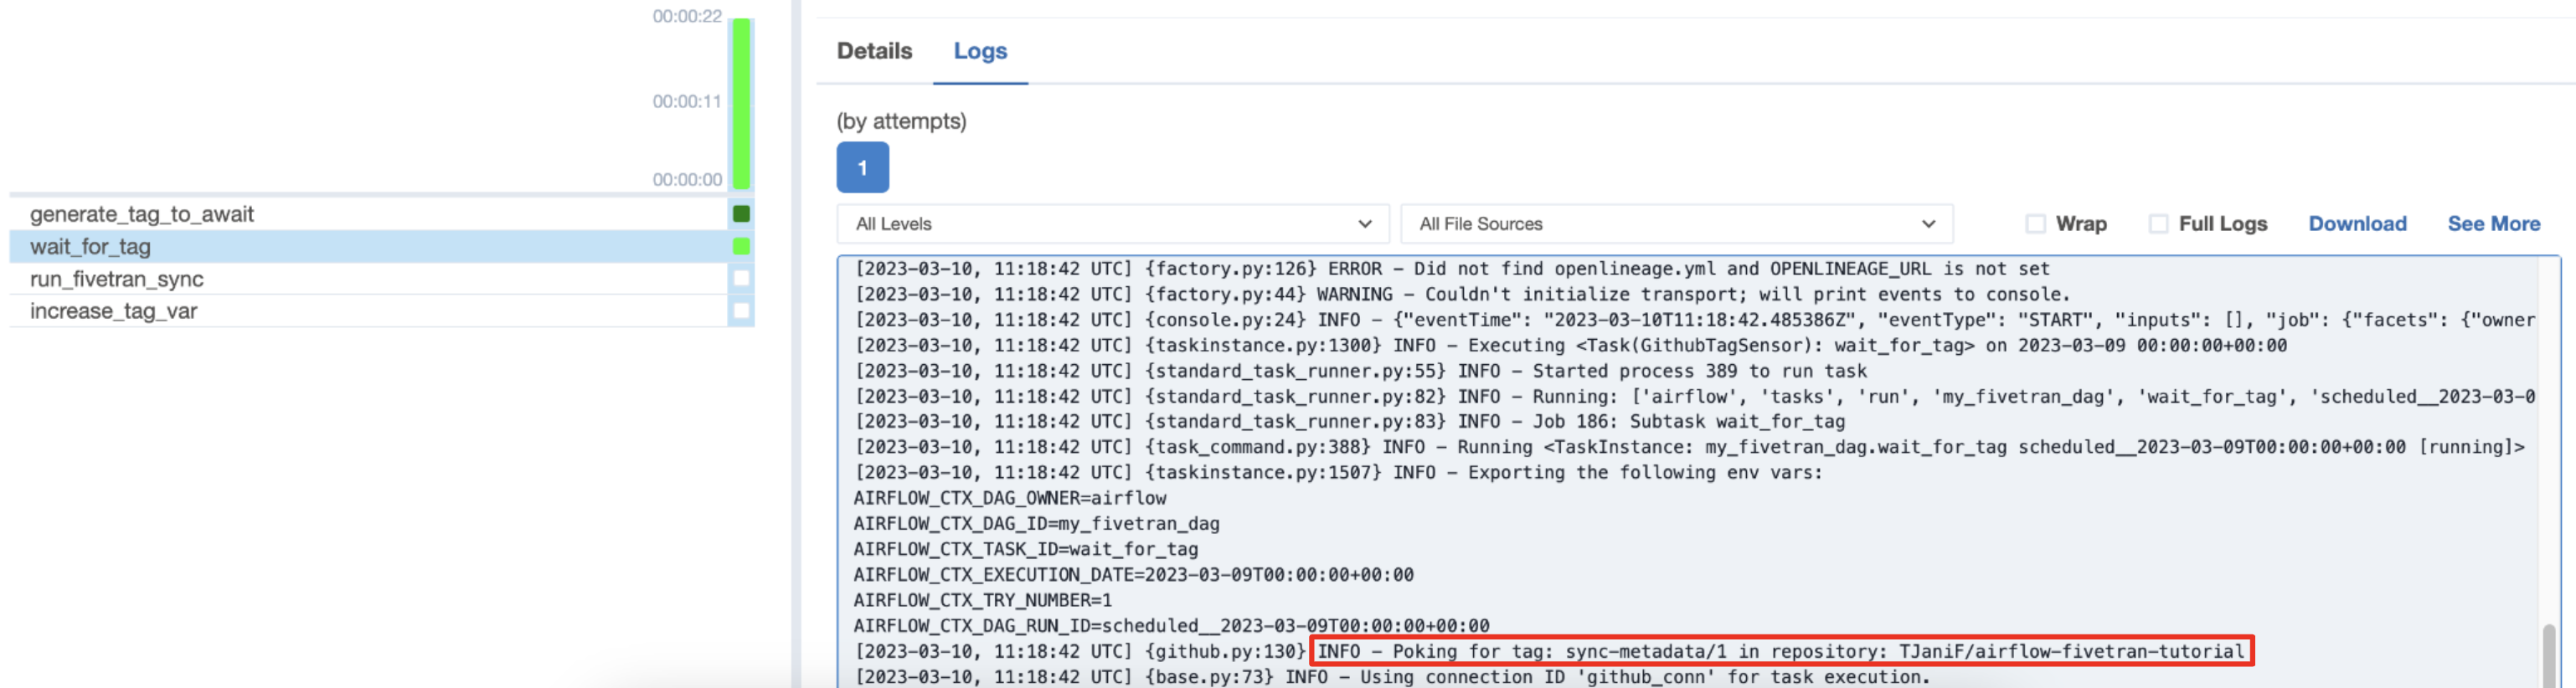 00:00:22
00:00:11
00:00:00
generate_tag_to_await
wait_for_tag
run_fivetran_sync
increase_tag_var
Details Logs
(by attempts)
1
All Levels All File Sources Wrap Full Logs Download See More
[2023-03-10, 11:18:42 UTC] {factory.py:126} ERROR - Did not find openlineage.yml and OPENLINEAGE_URL is not set
[2023-03-10, 11:18:42 UTC] {factory.py:44} WARNING - Couldn't initialize transport; will print events to console.
[2023-03-10, 11:18:42 UTC] {console.py:24} INFO - {"eventTime": "2023-03-10T11:18:42.485386Z", "eventType": "START", "inputs": [], "job": {"facets": {"owner
[2023-03-10, 11:18:42 UTC] {taskinstance.py:1300} INFO - Executing <Task(GithubTagSensor): wait_for_tag> on 2023-03-09 00:00:00+00:00
[2023-03-10, 11:18:42 UTC] {standard_task_runner.py:55} INFO - Started process 389 to run task
[2023-03-10, 11:18:42 UTC] {standard_task_runner.py:82} INFO - Running: ['airflow', 'tasks', 'run', 'my_fivetran_dag', 'wait_for_tag', 'scheduled__2023-03-0
[2023-03-10, 11:18:42 UTC] {standard_task_runner.py:83} INFO - Job 186: Subtask wait_for_tag
[2023-03-10, 11:18:42 UTC] {task_command.py:388} INFO - Running <TaskInstance: my_fivetran_dag.wait_for_tag scheduled__2023-03-09T00:00:00+00:00 [running]>
[2023-03-10, 11:18:42 UTC] {taskinstance.py:1507} INFO - Exporting the following env vars:
AIRFLOW_CTX_DAG_OWNER=airflow
AIRFLOW_CTX_DAG_ID=my_fivetran_dag
AIRFLOW_CTX_TASK_ID=wait_for_tag
AIRFLOW_CTX_EXECUTION_DATE=2023-03-09T00:00:00+00:00
AIRFLOW_CTX_TRY_NUMBER=1
AIRFLOW_CTX_DAG_RUN_ID=scheduled__2023-03-09T00:00:00+00:00
[2023-03-10, 11:18:42 UTC] {github.py:130} INFO - Poking for tag: sync-metadata/1 in repository: TJaniF/airflow-fivetran-tutorial
[2023-03-10, 11:18:42 UTC] {base.py:73} INFO - Using connection ID 'github_conn' for task execution.